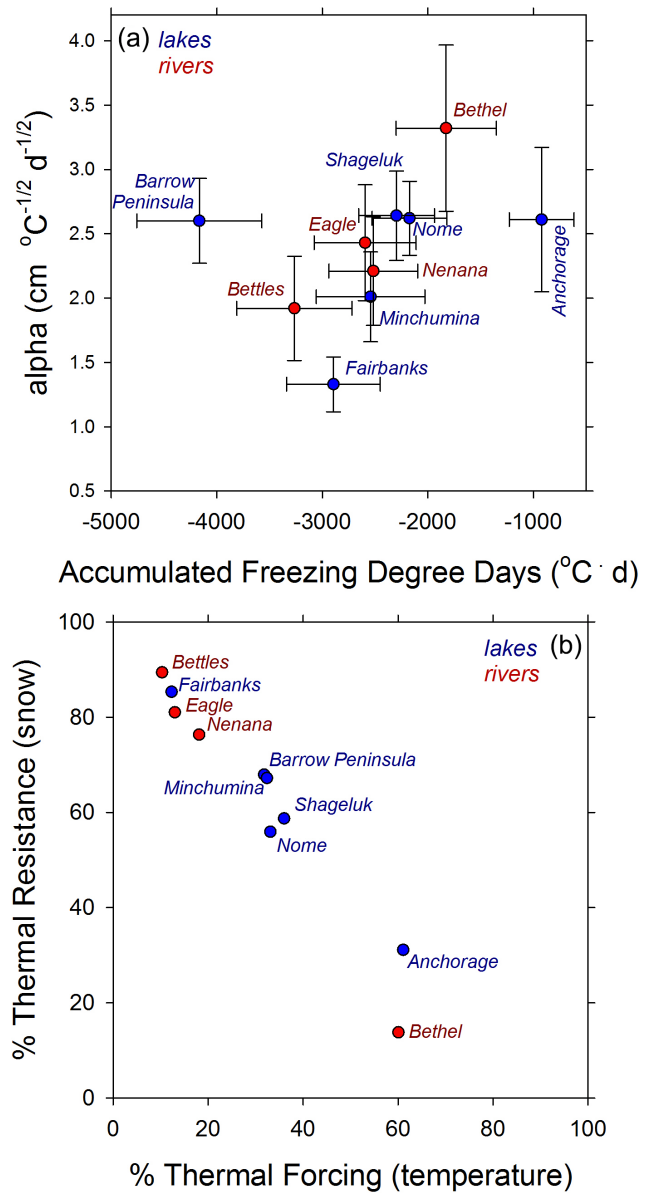 (a) lakes
rivers
4.0
3.5
3.0
2.5
2.0
1.5
1.0
0.5
alpha (cm °C-1/2 d-1/2)
Bethel
Shageluk
Barrow
Peninsula
Eagle
Nome
Nenana
Anchorage
Bettles
Minchumina
Fairbanks
-5000 -4000 -3000 -2000 -1000
Accumulated Freezing Degree Days (°C · d)
100
80
60
40
20
0
% Thermal Resistance (snow)
lakes (b)
rivers
Bettles
Fairbanks
Eagle
Nenana
Barrow Peninsula
Minchumina
Shageluk
Nome
Anchorage
Bethel
0 20 40 60 80 100
% Thermal Forcing (temperature)